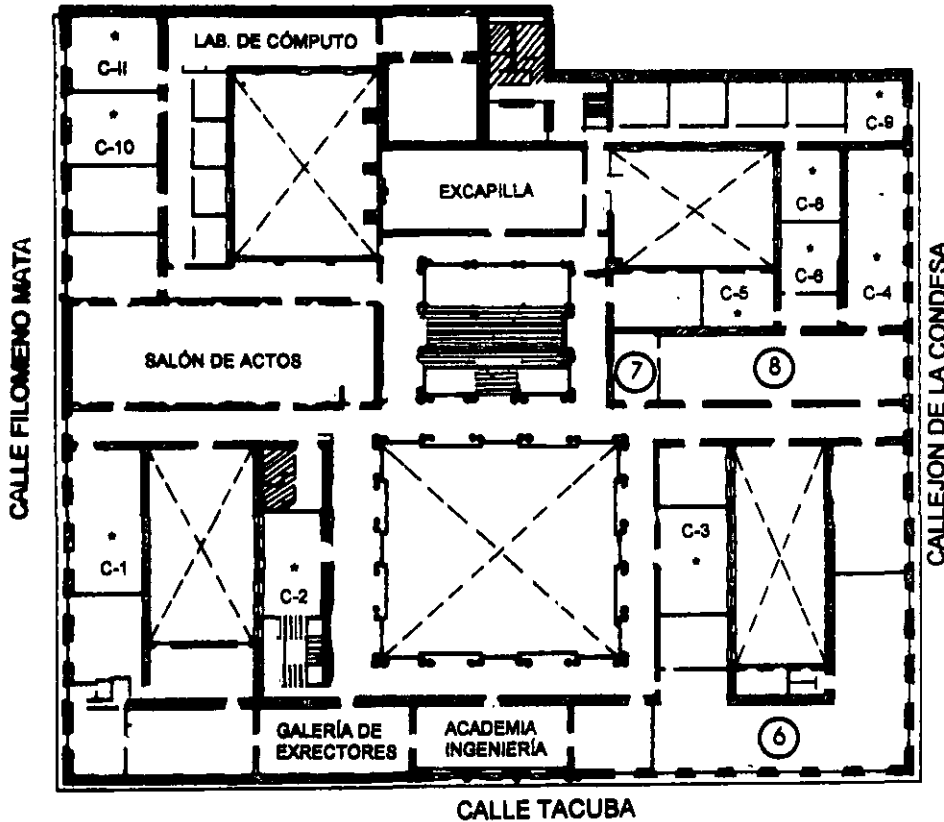 LAB. DE CÓMPUTO
*
C-11
*
C-10
*
C-9
EXCAPILLA
*
C-8
*
C-6
*
C-4
C-5
*
CALLE FILOMENO MATA
SALÓN DE ACTOS
7
8
CALLEJON DE LA CONDESA
*
C-1
*
C-2
C-3
*
GALERÍA DE
EXRECTORES
ACADEMIA
INGENIERÍA
6
CALLE TACUBA